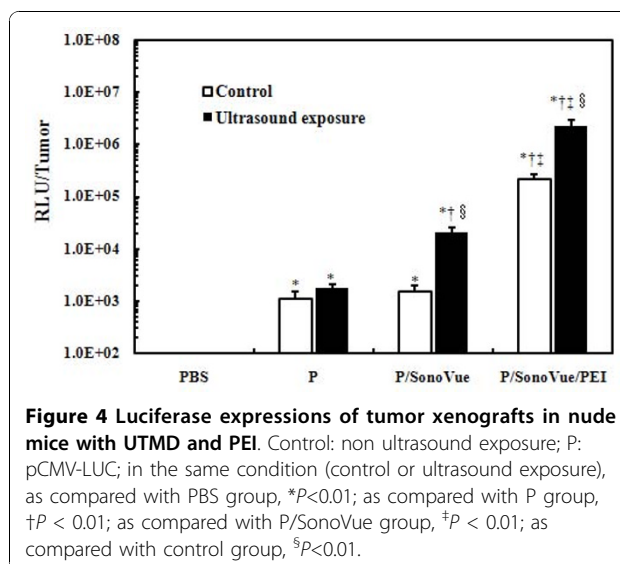 1.0E+08
1.0E+07
1.0E+06
1.0E+05
1.0E+04
1.0E+03
1.0E+02
RLU/Tumor
Control
Ultrasound exposure
* *
*
*† §
*†‡
*†‡ §
PBS P P/SonoVue P/SonoVue/PEI
Figure 4 Luciferase expressions of tumor xenografts in nude
mice with UTMD and PEI. Control: non ultrasound exposure; P:
pCMV-LUC; in the same condition (control or ultrasound exposure),
as compared with PBS group, *P<0.01; as compared with P group,
†P < 0.01; as compared with P/SonoVue group, ‡P < 0.01; as
compared with control group, §P<0.01.